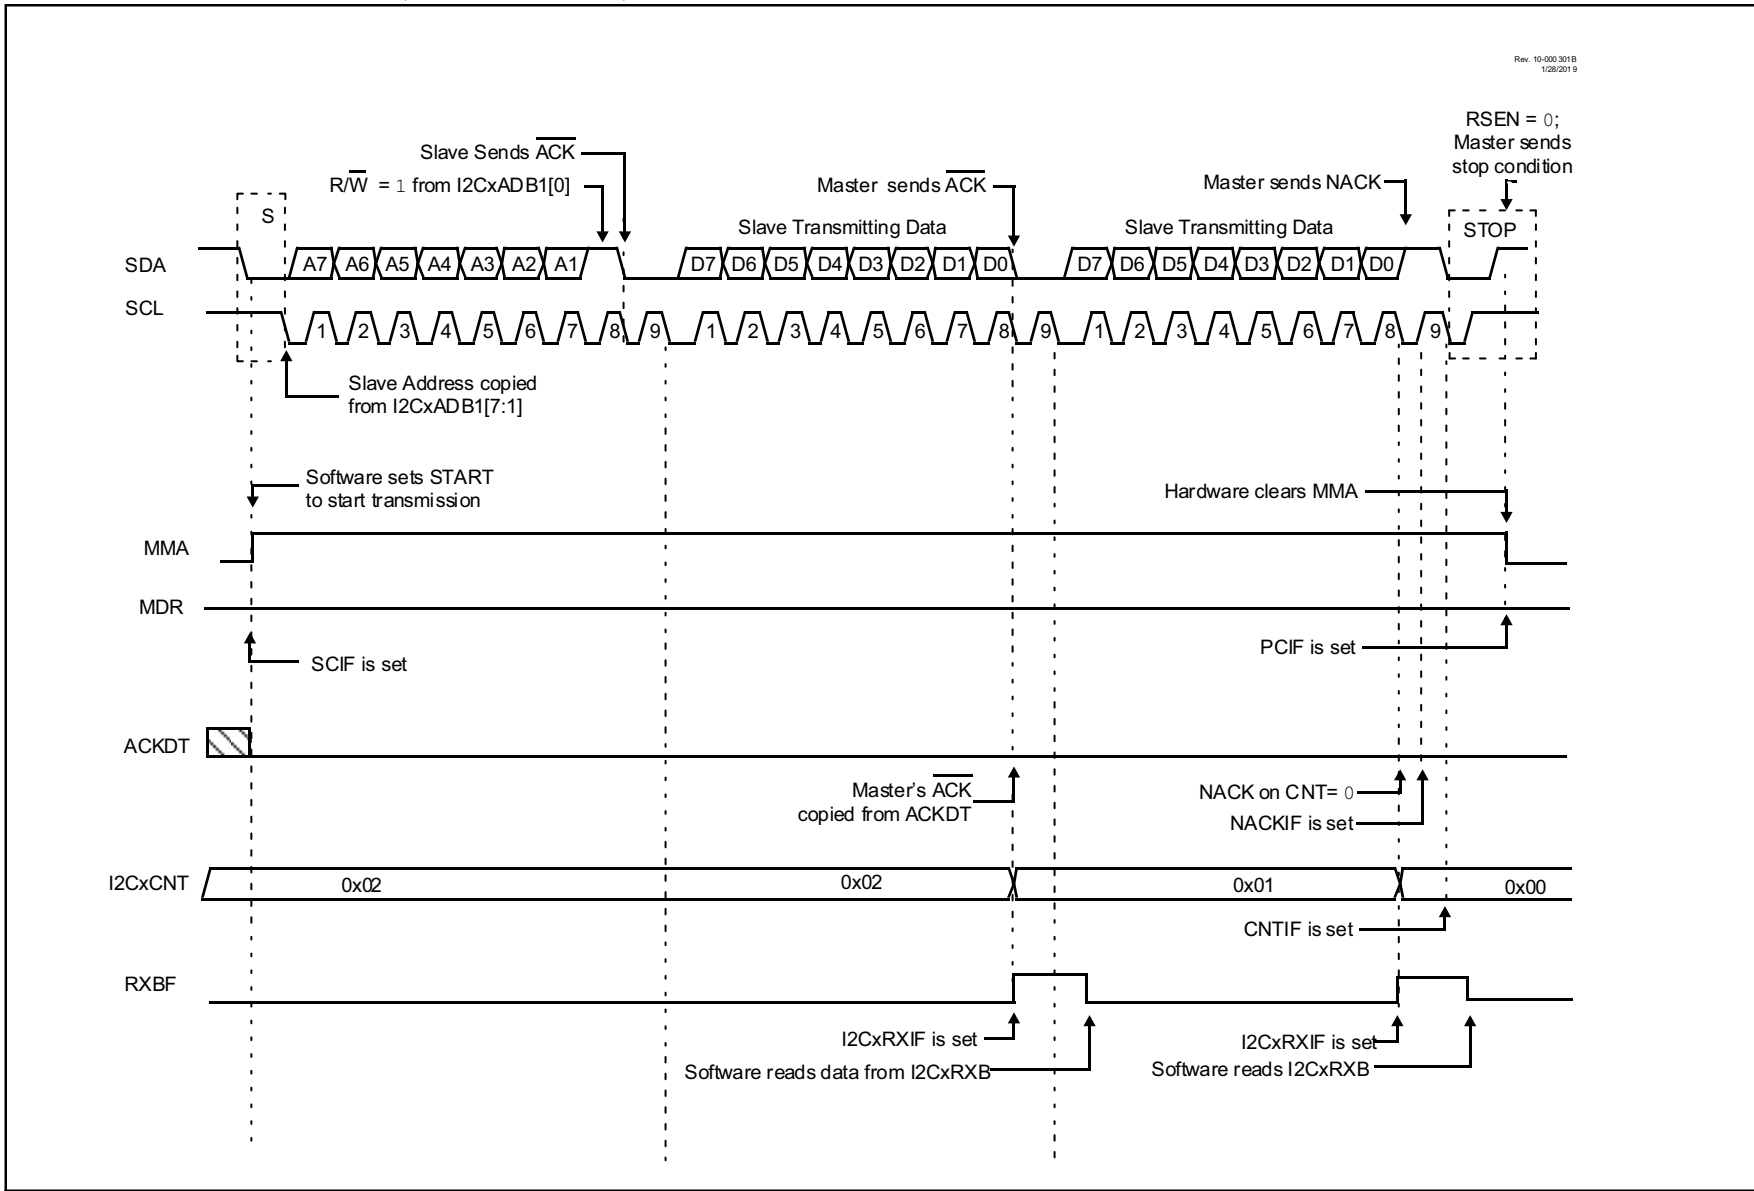 Rev. 10-000301B
1/28/2019
RSEN = 0;
Master sends
stop condition
Slave Sends ACK
R/W = 1 from I2CxADB1[0]
Master sends ACK
Master sends NACK
S
Slave Transmitting Data
Slave Transmitting Data
STOP
SDA
A7 A6 A5 A4 A3 A2 A1
D7 D6 D5 D4 D3 D2 D1 D0
D7 D6 D5 D4 D3 D2 D1 D0
SCL
1 2 3 4 5 6 7 8 9
1 2 3 4 5 6 7 8 9
1 2 3 4 5 6 7 8 9
Slave Address copied
from I2CxADB1[7:1]
Software sets START
to start transmission
Hardware clears MMA
MMA
MDR
SCIF is set
PCIF is set
ACKDT
Master's ACK
copied from ACKDT
NACK on CNT= 0
NACKIF is set
I2CxCNT
0x02
0x02
0x01
0x00
CNTIF is set
RXBF
I2CxRXIF is set
Software reads data from I2CxRXB
I2CxRXIF is set
Software reads I2CxRXB